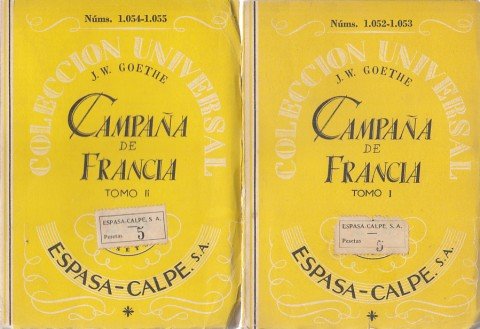 Núms. 1.054-1.055
COLECCION UNIVERSAL
J. W. GOETHE
CAMPAÑA
DE
FRANCIA
TOMO II
ESPASA-CALPE, S. A.
Pesetas 5
ESPASA-CALPE, S.A.
Núms. 1.052-1.053
COLECCION UNIVERSAL
J. W. GOETHE
CAMPAÑA
DE
FRANCIA
TOMO I
ESPASA-CALPE, S. A.
Pesetas 5
ESPASA-CALPE, S.A.